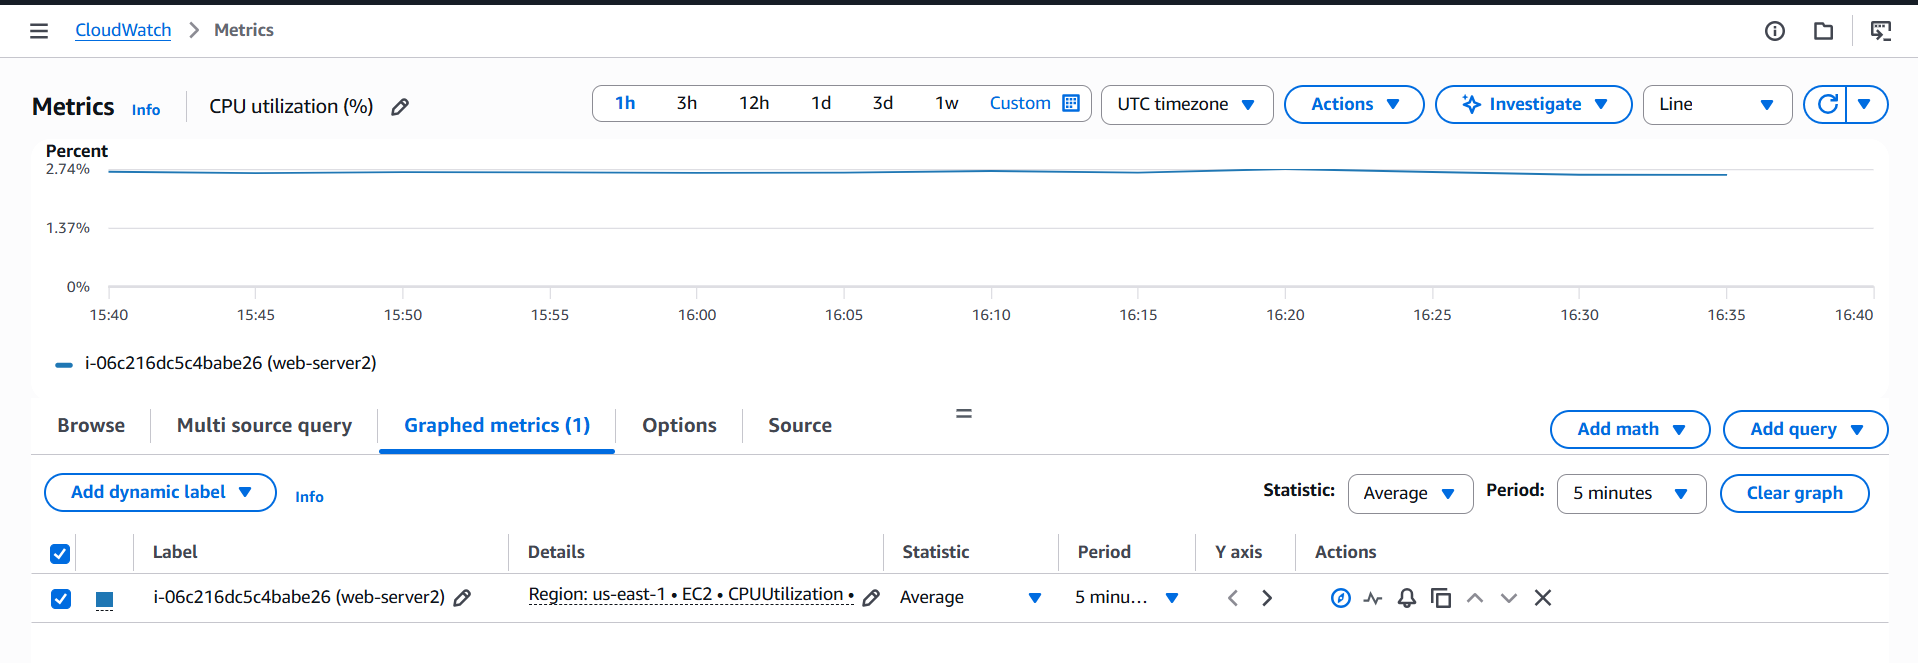 CloudWatch Metrics
Metrics Info CPU utilization (%) 1h 3h 12h 1d 3d 1w Custom UTC timezone Actions Investigate Line
Percent
2.74%
1.37%
0%
15:40 15:45 15:50 15:55 16:00 16:05 16:10 16:15 16:20 16:25 16:30 16:35 16:40
i-06c216dc5c4babe26 (web-server2)
Browse Multi source query Graphed metrics (1) Options Source Add math Add query
Add dynamic label Info Statistic: Average Period: 5 minutes Clear graph
Label Details Statistic Period Y axis Actions
i-06c216dc5c4babe26 (web-server2) Region: us-east-1 • EC2 • CPUUtilization • Average 5 minu...